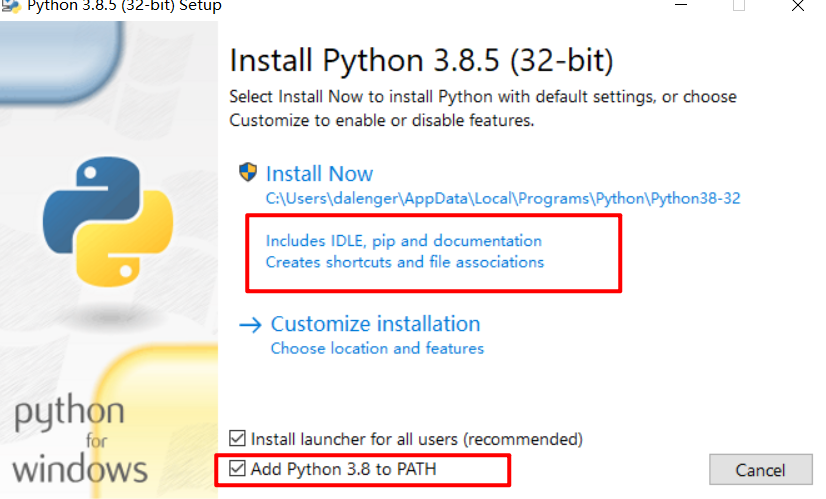 Python 3.8.5 (32-bit) Setup
Install Python 3.8.5 (32-bit)
Select Install Now to install Python with default settings, or choose
Customize to enable or disable features.
Install Now
C:\Users\dalenger\AppData\Local\Programs\Python\Python38-32
Includes IDLE, pip and documentation
Creates shortcuts and file associations
Customize installation
Choose location and features
Install launcher for all users (recommended)
Add Python 3.8 to PATH
Cancel
python
for
windows